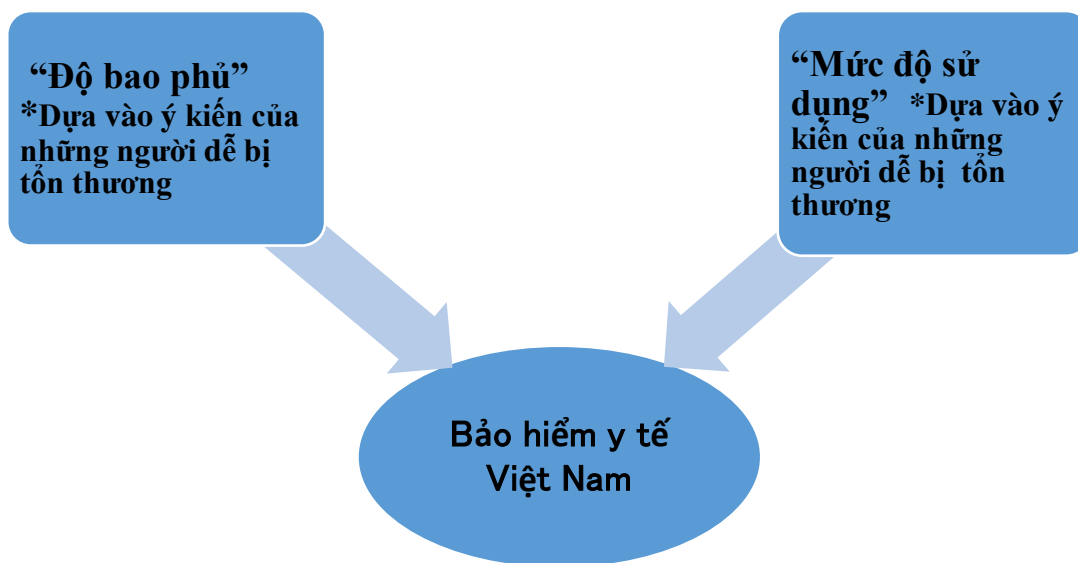 “Độ bao phủ”
*Dựa vào ý kiến của
những người dễ bị
tổn thương
“Mức độ sử
dụng” *Dựa vào ý
kiến của những
người dễ bị tổn
thương
Bảo hiểm y tế
Việt Nam